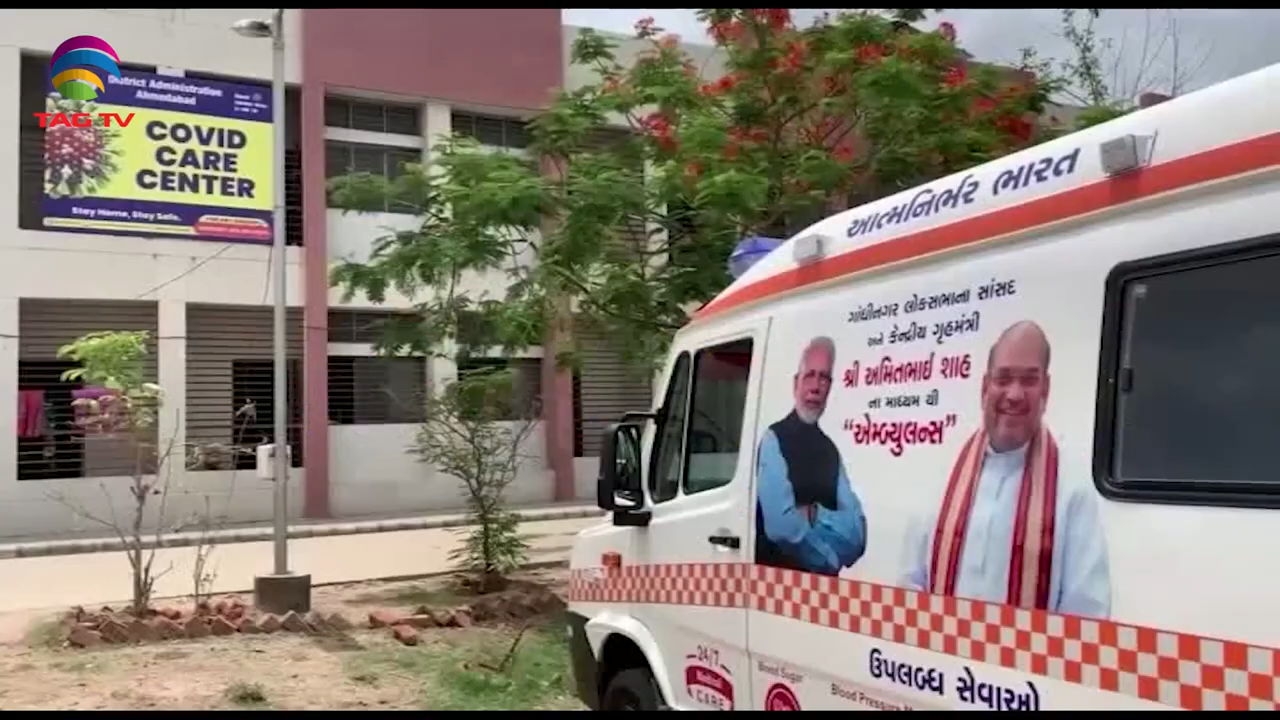 TAG TV
District Administration
Ahmedabad
COVID
CARE
CENTER
Stay Home, Stay Safe.
આત્મનિર્ભર ભારત
ગાંધીનગર લોકસભાના સાંસદ
અને કેન્દ્રીય ગૃહમંત્રી
શ્રી અમિતભાઈ શાહ
ના માધ્યમ થી
“એમ્બ્યુલન્સ”
ઉપલબ્ધ સેવાઓ
24/7
Medical
CARE
Blood Sugar
Blood Pressure